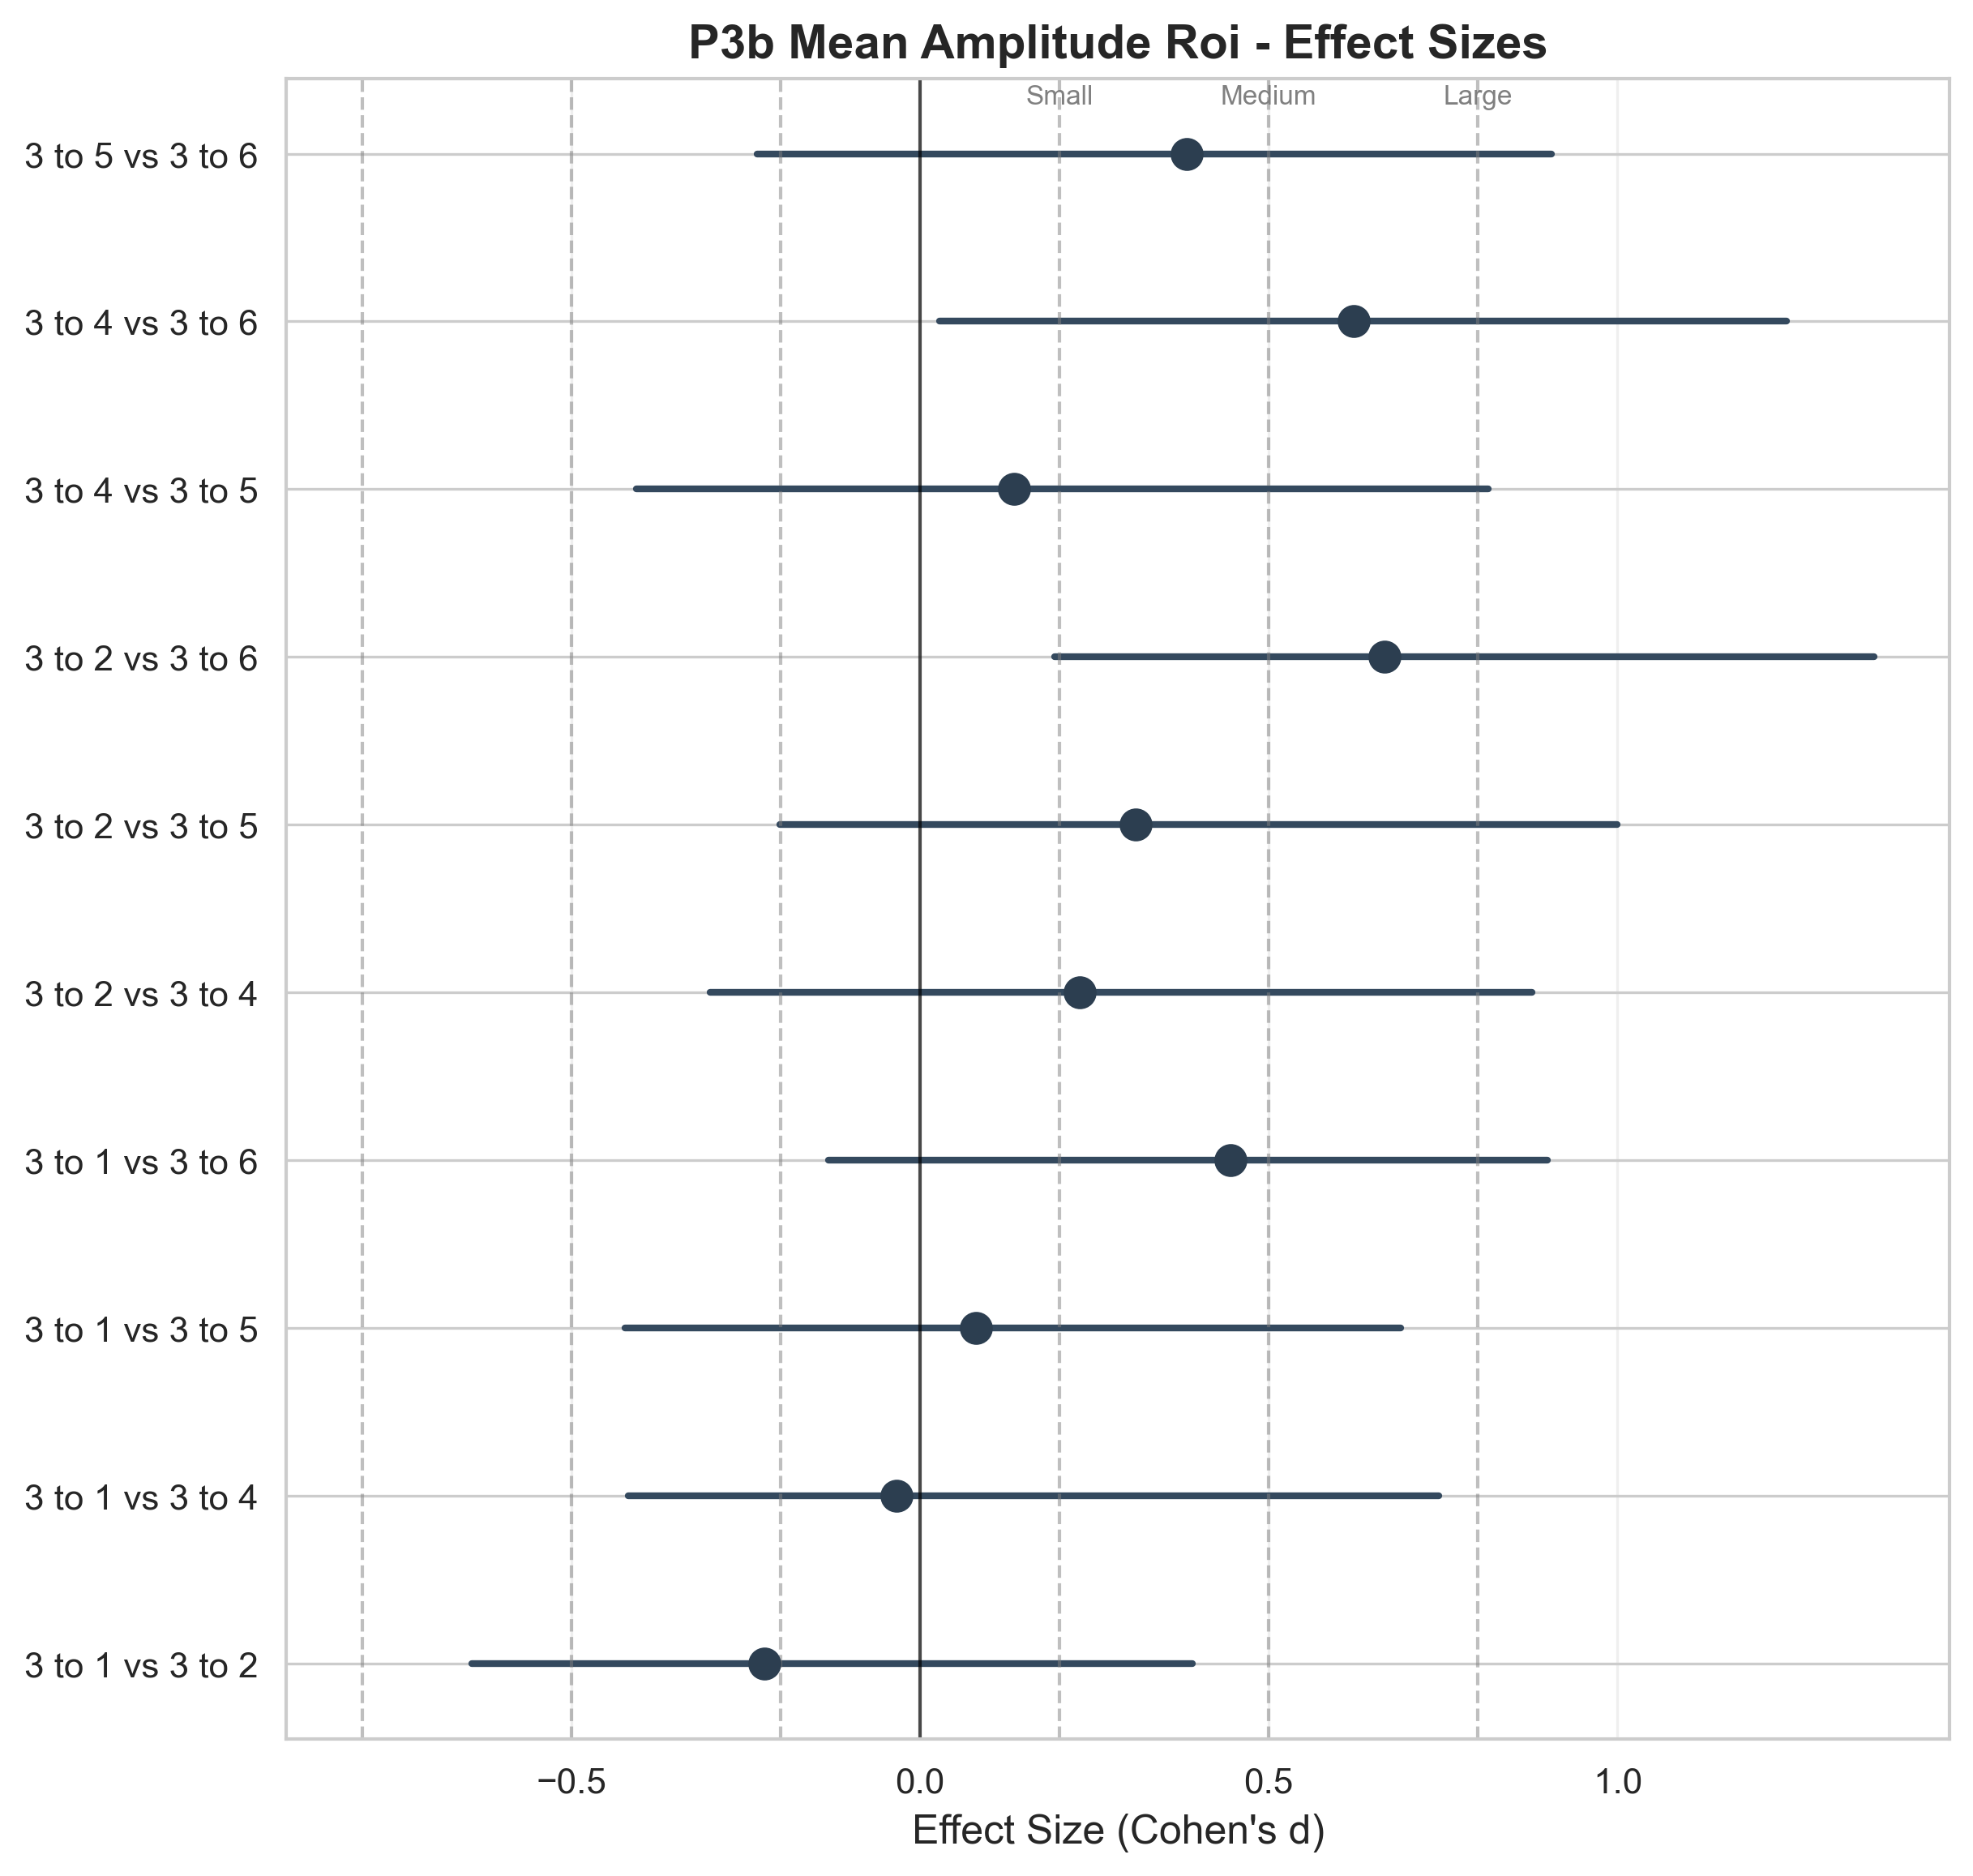 P3b Mean Amplitude Roi - Effect Sizes
Small Medium Large
3 to 5 vs 3 to 6
3 to 4 vs 3 to 6
3 to 4 vs 3 to 5
3 to 2 vs 3 to 6
3 to 2 vs 3 to 5
3 to 2 vs 3 to 4
3 to 1 vs 3 to 6
3 to 1 vs 3 to 5
3 to 1 vs 3 to 4
3 to 1 vs 3 to 2
−0.5 0.0 0.5 1.0
Effect Size (Cohen's d)